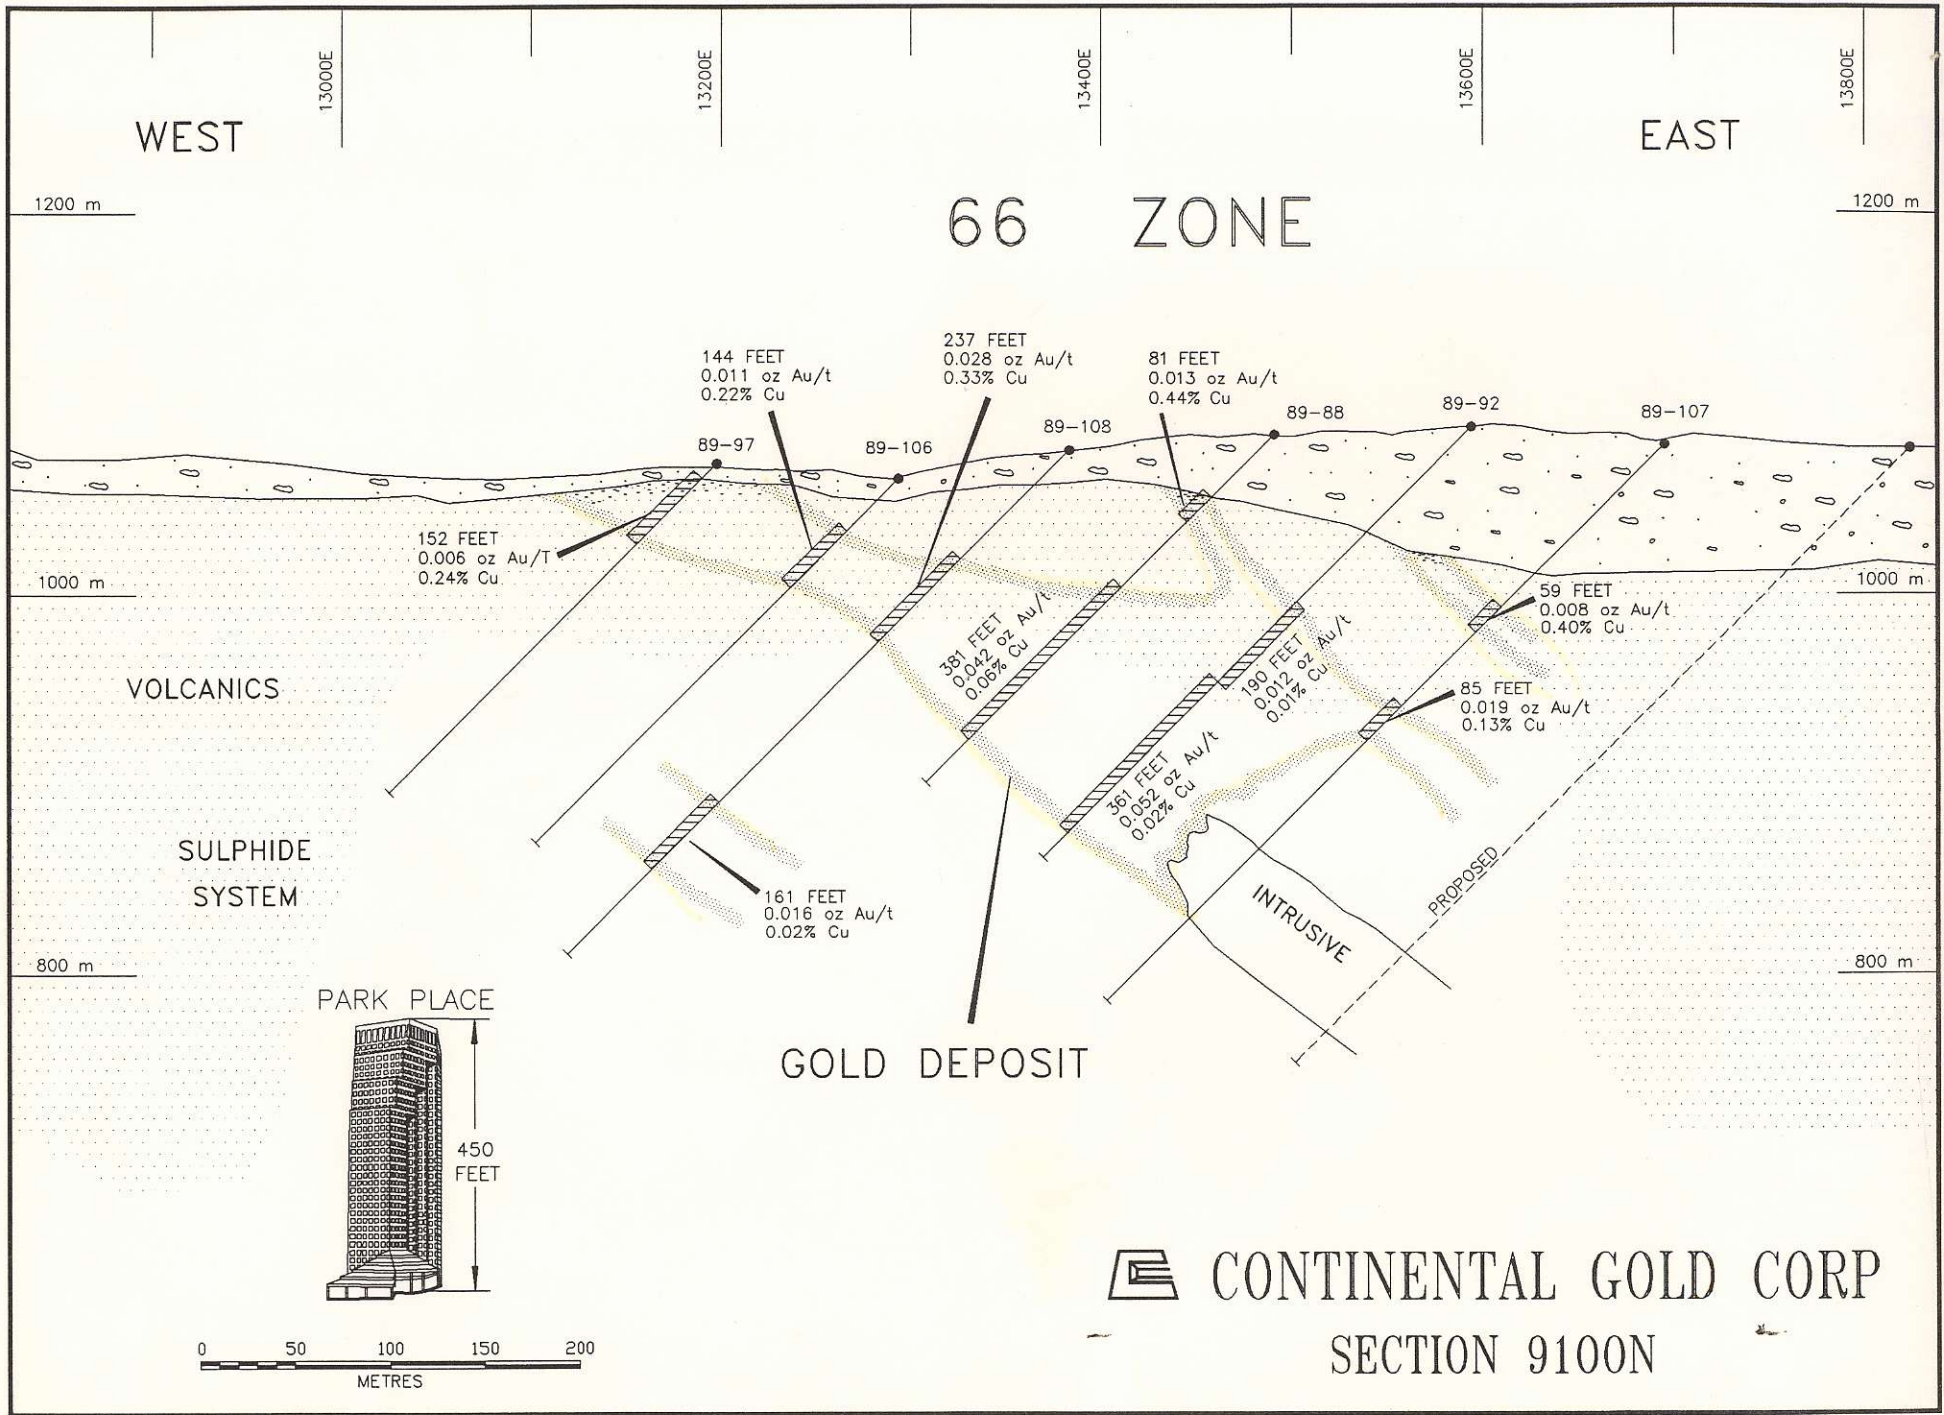 13000E
13200E
13400E
13600E
13800E
WEST
EAST
1200 m
1200 m
66 ZONE
237 FEET
0.028 oz Au/t
0.33% Cu
144 FEET
0.011 oz Au/t
0.22% Cu
81 FEET
0.013 oz Au/t
0.44% Cu
89-97
89-106
89-108
89-88
89-92
89-107
152 FEET
0.006 oz Au/T
0.24% Cu
1000 m
1000 m
59 FEET
0.008 oz Au/t
0.40% Cu
381 FEET
0.042 oz Au/t
0.06% Cu
190 FEET
0.012 oz Au/t
0.01% Cu
VOLCANICS
85 FEET
0.019 oz Au/t
0.13% Cu
361 FEET
0.052 oz Au/t
0.02% Cu
SULPHIDE
SYSTEM
161 FEET
0.016 oz Au/t
0.02% Cu
INTRUSIVE
PROPOSED
800 m
800 m
PARK PLACE
450
FEET
GOLD DEPOSIT
CONTINENTAL GOLD CORP
SECTION 9100N
0 50 100 150 200
METRES